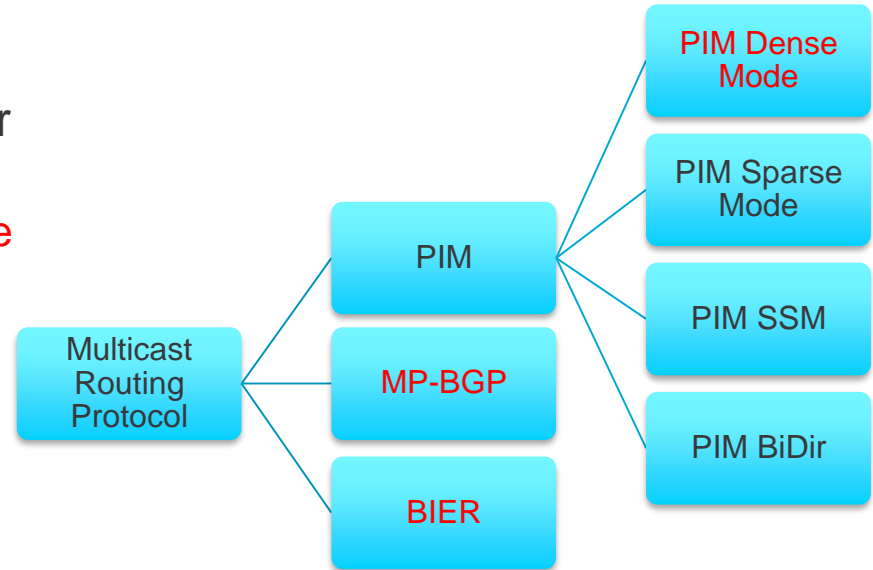 r
e
Multicast
Routing
Protocol
PIM
MP-BGP
BIER
PIM Dense
Mode
PIM Sparse
Mode
PIM SSM
PIM BiDir